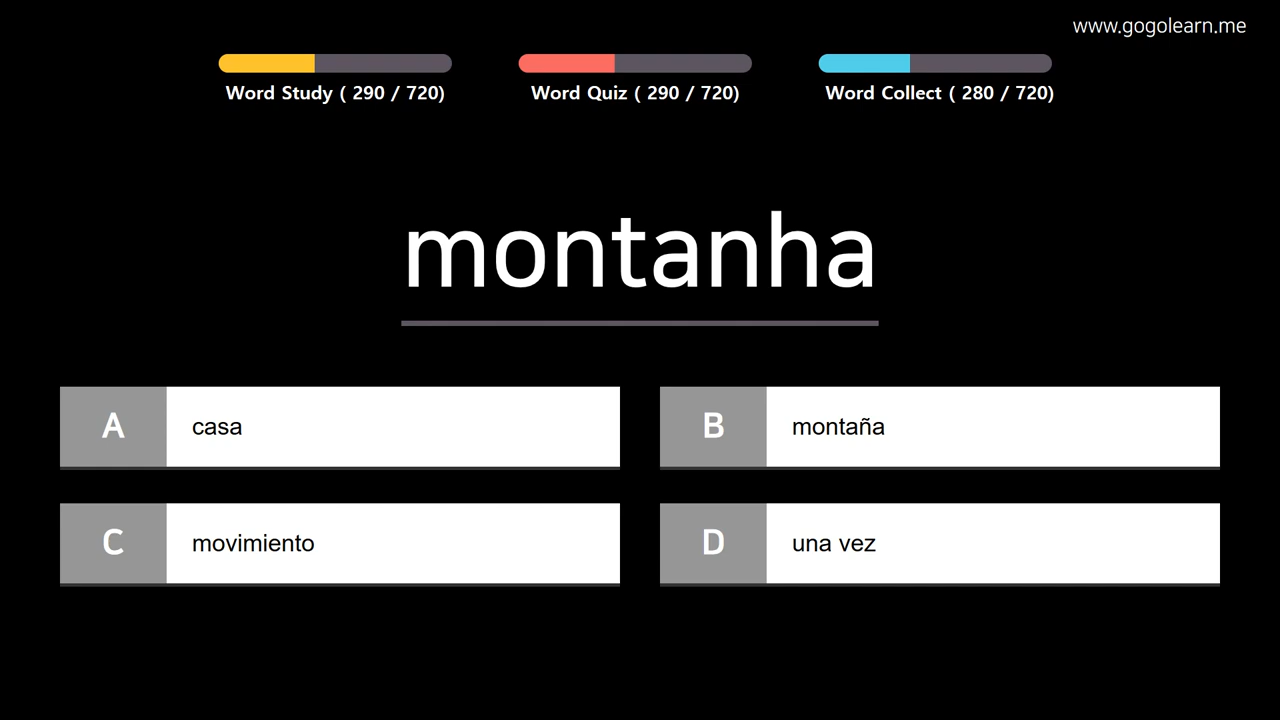 www.gogolearn.me
Word Study ( 290 / 720)
Word Quiz ( 290 / 720)
Word Collect ( 280 / 720)
montanha
A casa
B montaña
C movimiento
D una vez